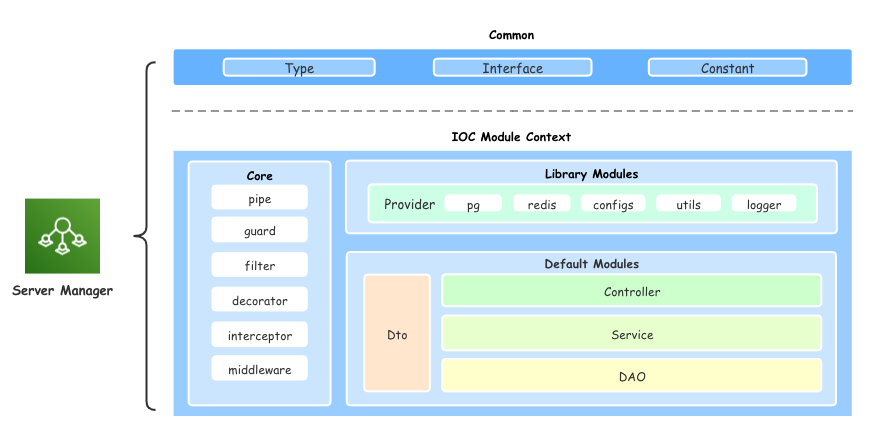 Common
Type
Interface
Constant
IOC Module Context
Server Manager
Core
pipe
guard
filter
decorator
interceptor
middleware
Library Modules
Provider
pg
redis
configs
utils
logger
Default Modules
Dto
Controller
Service
DAO